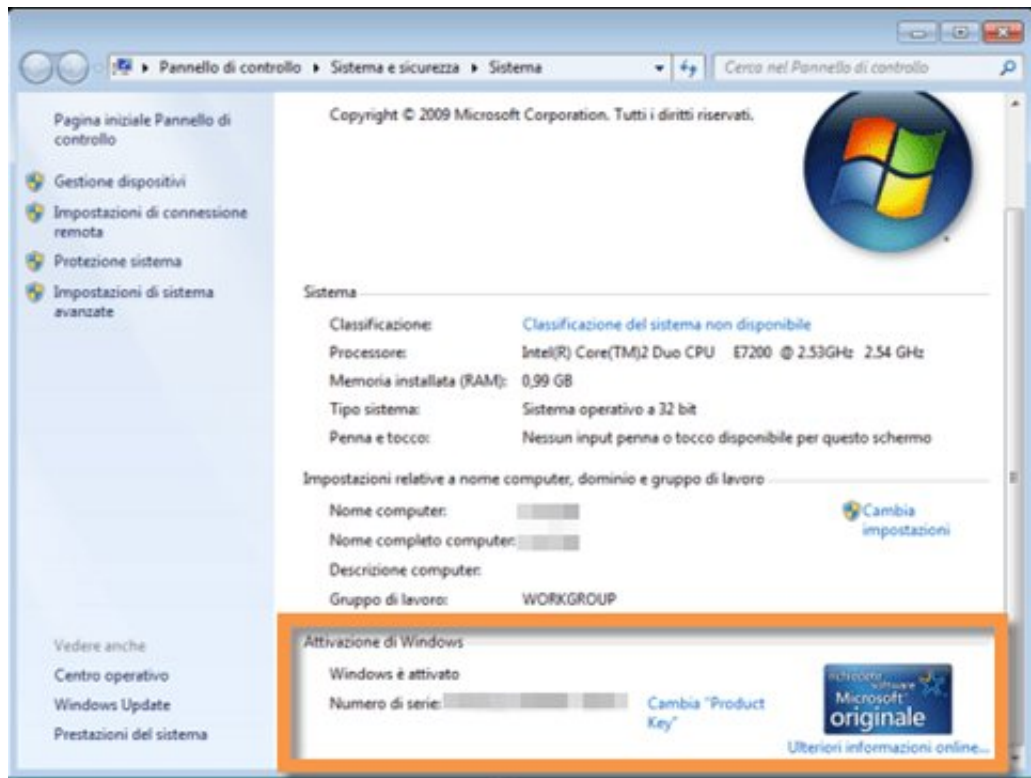 Pannello di controllo ▸ Sistema e sicurezza ▸ Sistema
Cerca nel Pannello di controllo
Pagina iniziale Pannello di
controllo
Gestione dispositivi
Impostazioni di connessione
remota
Protezione sistema
Impostazioni di sistema
avanzate
Vedere anche
Centro operativo
Windows Update
Prestazioni del sistema
Copyright © 2009 Microsoft Corporation. Tutti i diritti riservati.
Sistema
Classificazione: Classificazione del sistema non disponibile
Processore: Intel(R) Core(TM)2 Duo CPU E7200 @ 2.53GHz 2.54 GHz
Memoria installata (RAM): 0,99 GB
Tipo sistema: Sistema operativo a 32 bit
Penna e tocco: Nessun input penna o tocco disponibile per questo schermo
Impostazioni relative a nome computer, dominio e gruppo di lavoro
Nome computer:
Cambia
impostazioni
Nome completo computer:
Descrizione computer:
Gruppo di lavoro: WORKGROUP
Attivazione di Windows
Windows è attivato
Numero di serie:
Cambia "Product
Key"
software
Microsoft
originale
Ulteriori informazioni online...